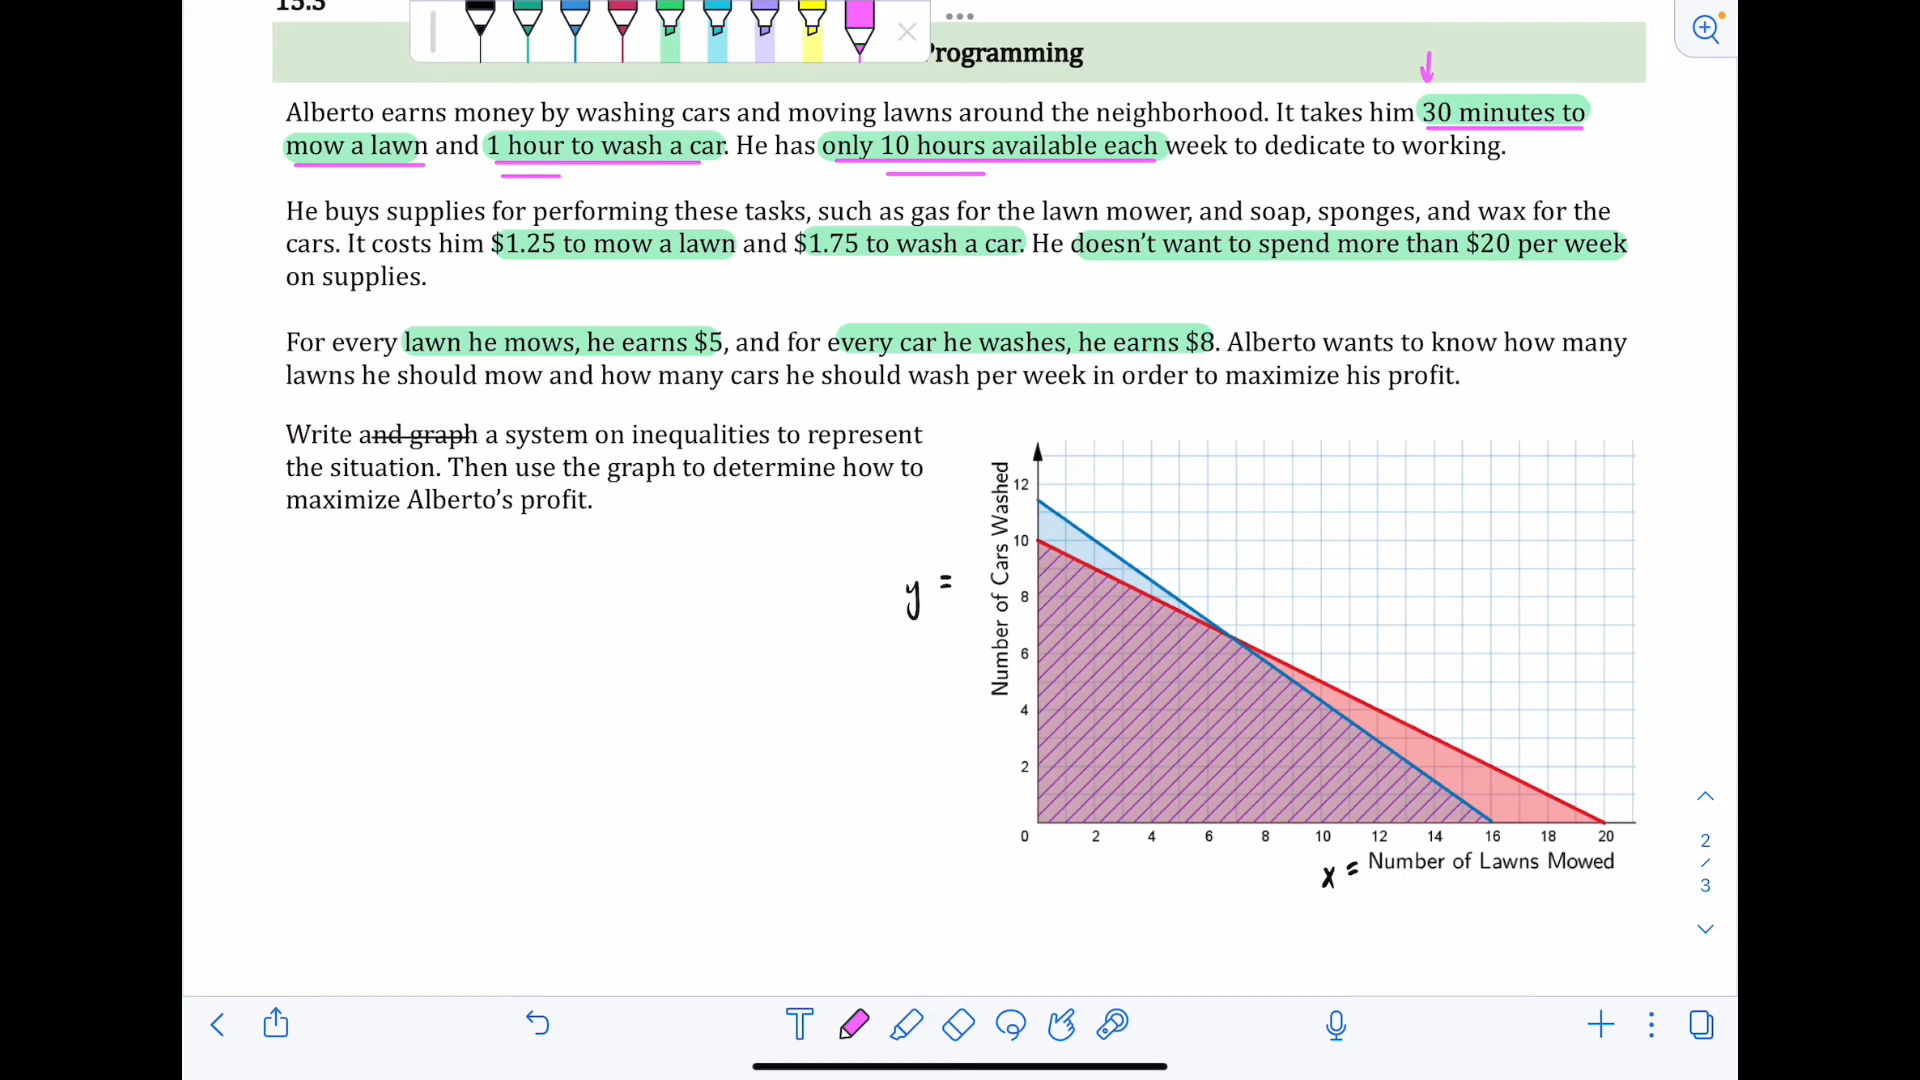 15.3
Programming
Alberto earns money by washing cars and moving lawns around the neighborhood. It takes him 30 minutes to
mow a lawn and 1 hour to wash a car. He has only 10 hours available each week to dedicate to working.
He buys supplies for performing these tasks, such as gas for the lawn mower, and soap, sponges, and wax for the
cars. It costs him $1.25 to mow a lawn and $1.75 to wash a car. He doesn’t want to spend more than $20 per week
on supplies.
For every lawn he mows, he earns $5, and for every car he washes, he earns $8. Alberto wants to know how many
lawns he should mow and how many cars he should wash per week in order to maximize his profit.
Write and graph a system on inequalities to represent
the situation. Then use the graph to determine how to
maximize Alberto’s profit.
y =
Number of Cars Washed
12
10
8
6
4
2
0 2 4 6 8 10 12 14 16 18 20
x = Number of Lawns Mowed
2
/
3
T